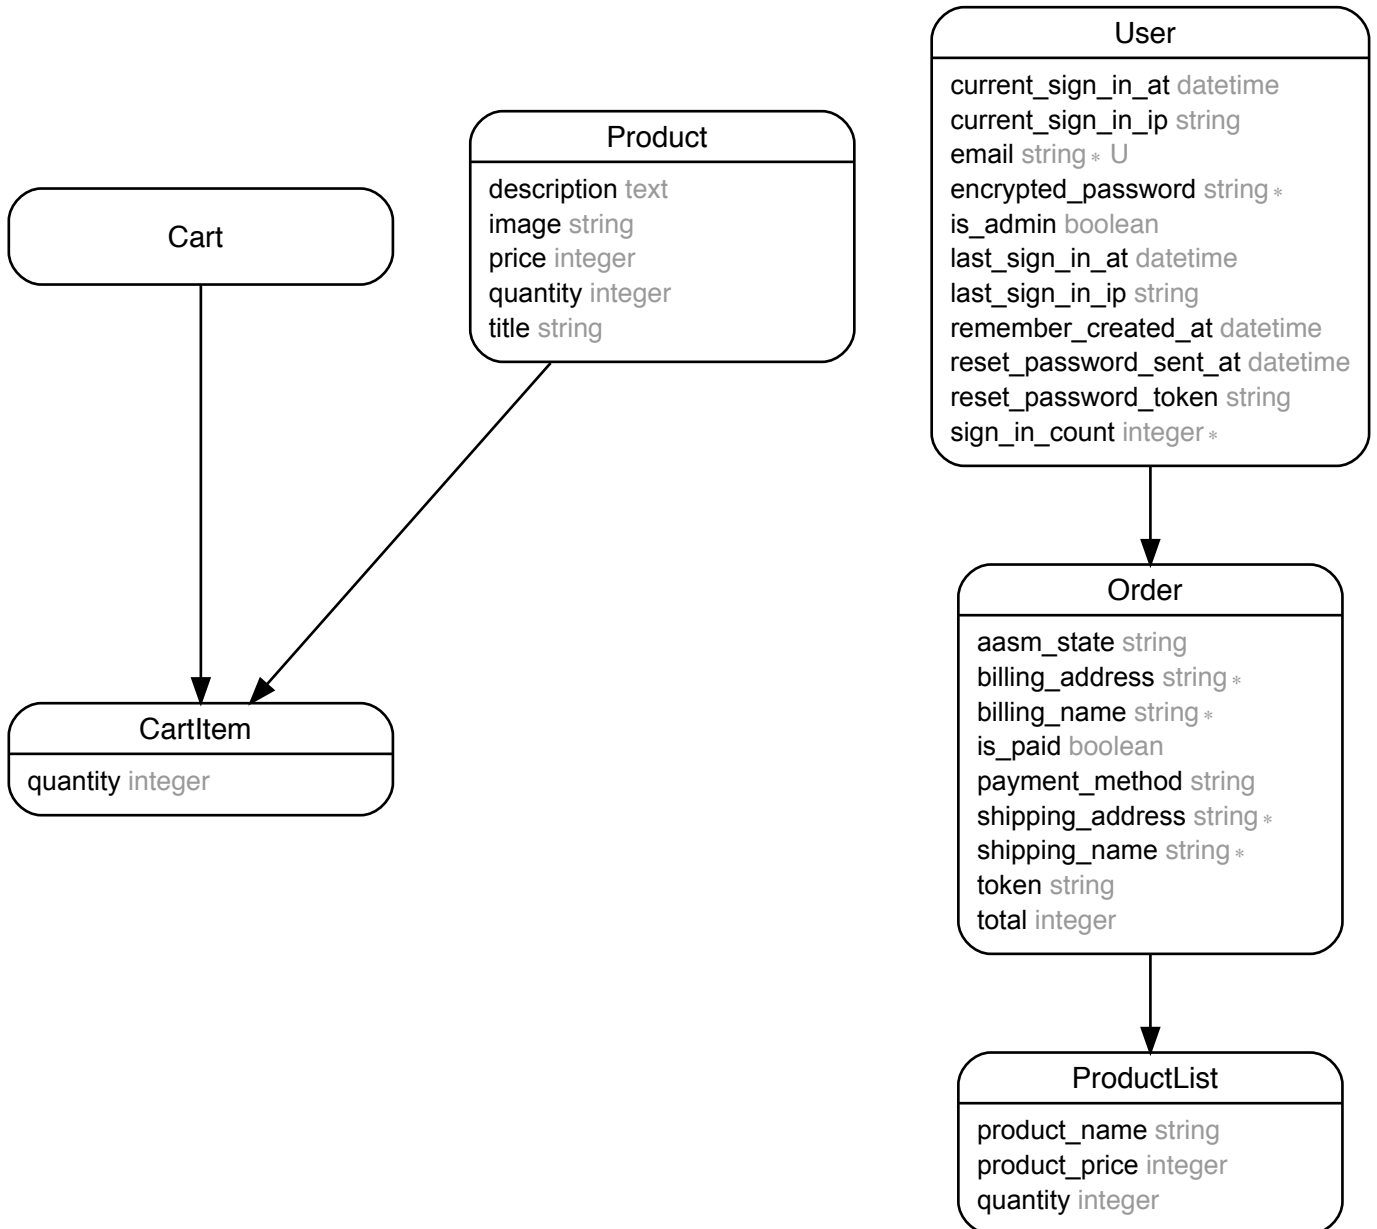 Cart
Product
description text
image string
price integer
quantity integer
title string
CartItem
quantity integer
User
current_sign_in_at datetime
current_sign_in_ip string
email string * U
encrypted_password string *
is_admin boolean
last_sign_in_at datetime
last_sign_in_ip string
remember_created_at datetime
reset_password_sent_at datetime
reset_password_token string
sign_in_count integer *
Order
aasm_state string
billing_address string *
billing_name string *
is_paid boolean
payment_method string
shipping_address string *
shipping_name string *
token string
total integer
ProductList
product_name string
product_price integer
quantity integer